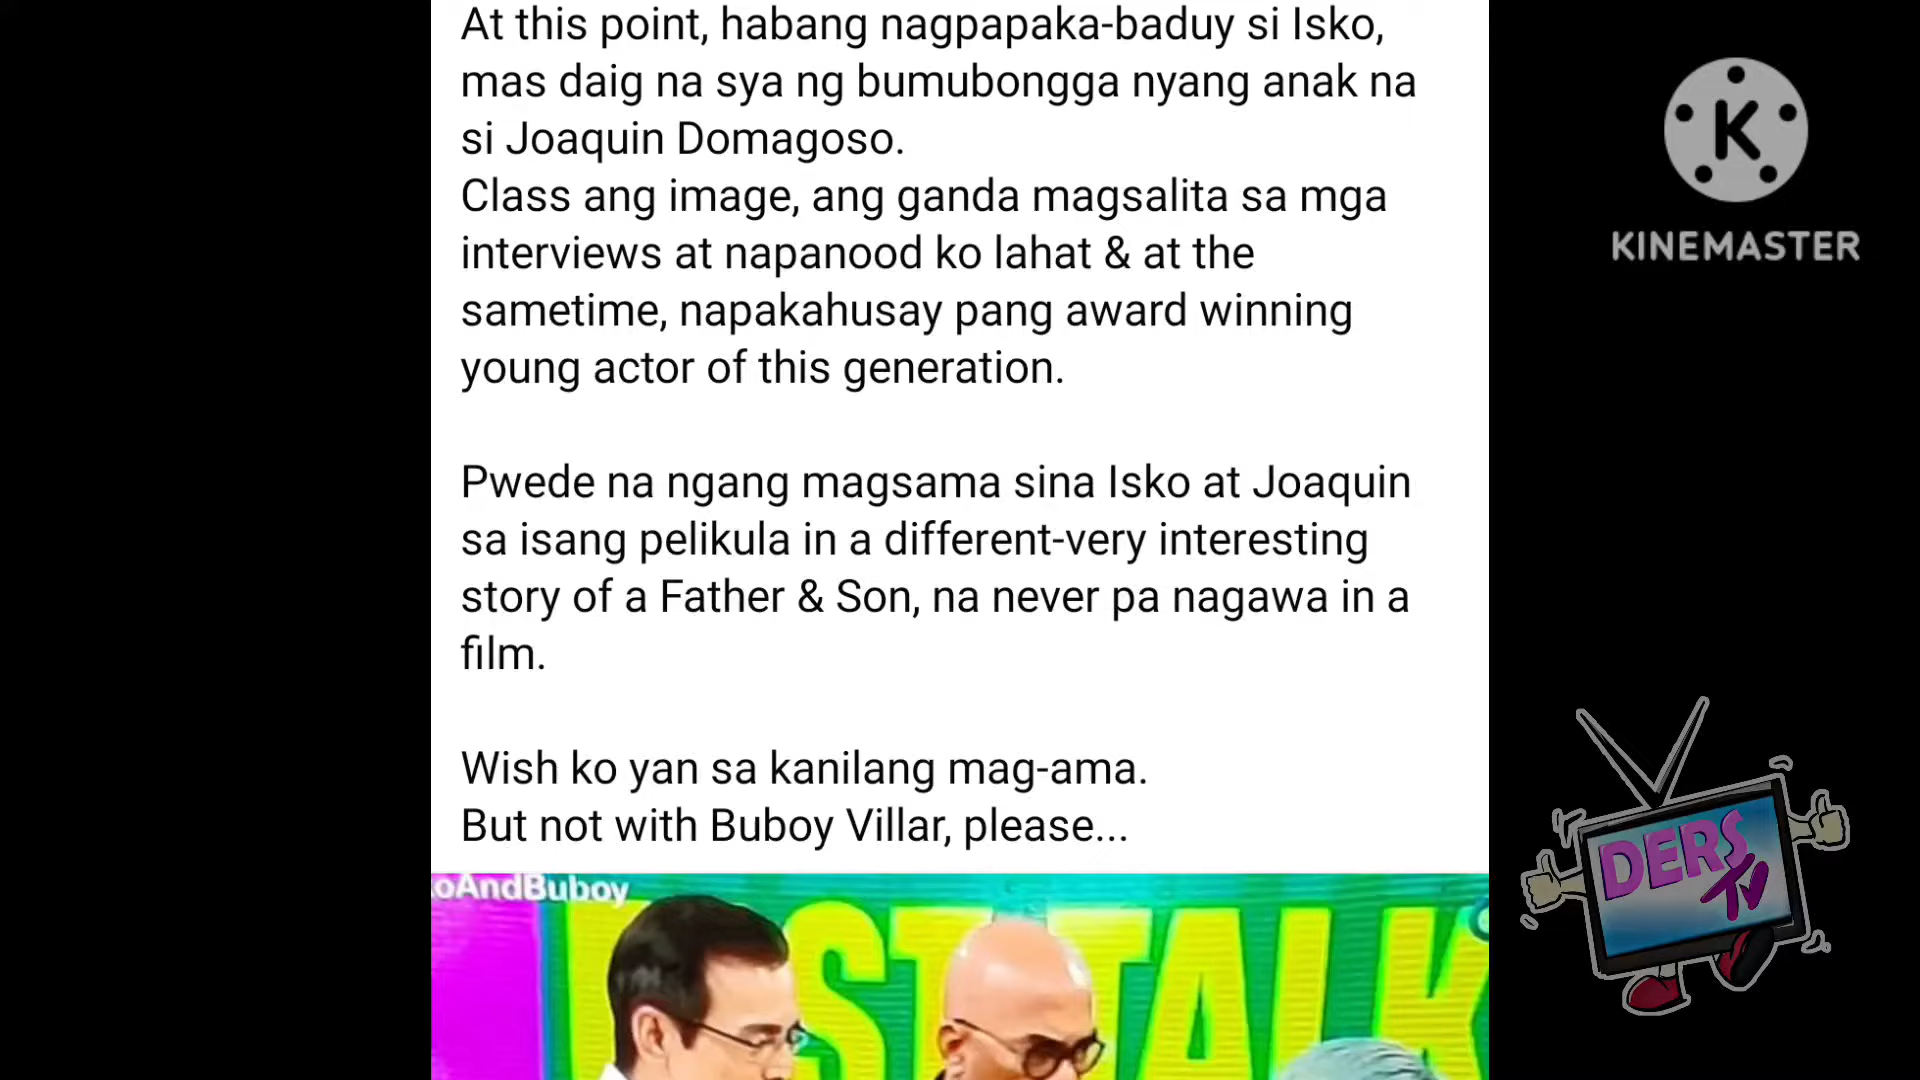 At this point, habang nagpapaka-baduy si Isko,
mas daig na sya ng bumubongga nyang anak na
si Joaquin Domagoso.
Class ang image, ang ganda magsalita sa mga
interviews at napanood ko lahat & at the
sametime, napakahusay pang award winning
young actor of this generation.
Pwede na ngang magsama sina Isko at Joaquin
sa isang pelikula in a different-very interesting
story of a Father & Son, na never pa nagawa in a
film.
Wish ko yan sa kanilang mag-ama.
But not with Buboy Villar, please...
oAndBuboy
ST TALK
K
KINEMASTER
DERS
TV